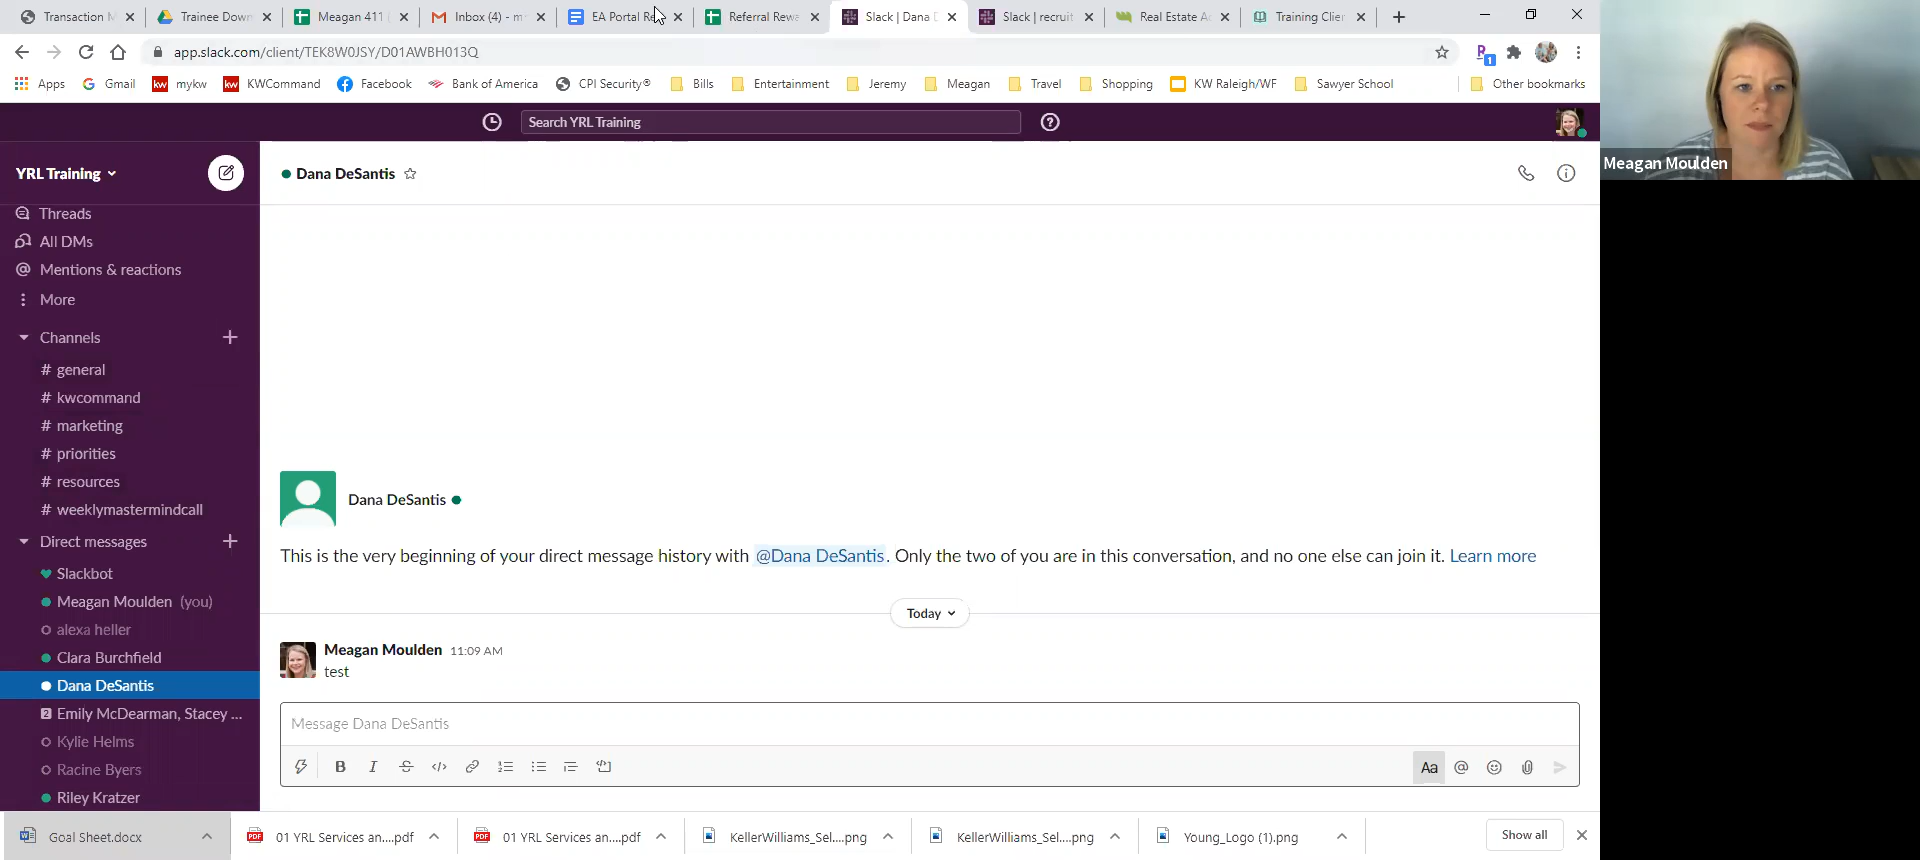 Transaction M
Trainee Down
Meagan 411
Inbox (4) - m
EA Portal Re
Referral Rewa
Slack | Dana D
Slack | recruit
Real Estate A
Training Clier
app.slack.com/client/TEK8W0JSY/D01AWBH013Q
Apps
Gmail
mykw
KWCommand
Facebook
Bank of America
CPI Security®
Bills
Entertainment
Jeremy
Meagan
Travel
Shopping
KW Raleigh/WF
Sawyer School
Other bookmarks
Search YRL Training
YRL Training
Threads
All DMs
Mentions & reactions
More
Channels
# general
# kwcommand
# marketing
# priorities
# resources
# weeklymastermindcall
Direct messages
Slackbot
Meagan Moulden (you)
alexa heller
Clara Burchfield
Dana DeSantis
2 Emily McDearman, Stacey ...
Kylie Helms
Racine Byers
Riley Kratzer
Dana DeSantis
Dana DeSantis
This is the very beginning of your direct message history with @Dana DeSantis. Only the two of you are in this conversation, and no one else can join it. Learn more
Today
Meagan Moulden 11:09 AM
test
Message Dana DeSantis
B I S </> Aa @
Goal Sheet.docx
01 YRL Services an....pdf
01 YRL Services an....pdf
KellerWilliams_Sel....png
KellerWilliams_Sel....png
Young_Logo (1).png
Show all
Meagan Moulden